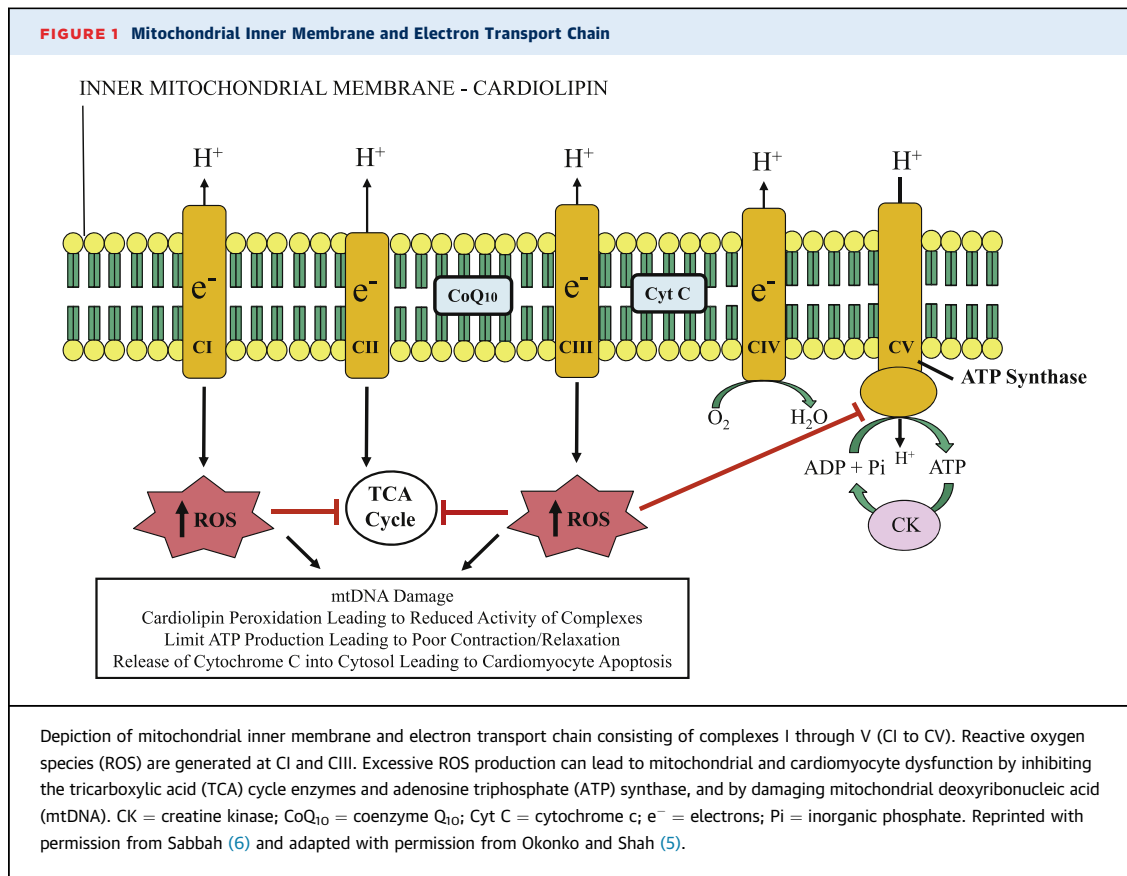 FIGURE 1 Mitochondrial Inner Membrane and Electron Transport Chain
INNER MITOCHONDRIAL MEMBRANE - CARDIOLIPIN
H⁺ H⁺ H⁺ H⁺ H⁺
e⁻ e⁻ CoQ₁₀ e⁻ Cyt C e⁻
CI CII CIII CIV CV
ATP Synthase
O₂ H₂O
ADP + Pi H⁺ ATP
ROS TCA ROS CK
Cycle
mtDNA Damage
Cardiolipin Peroxidation Leading to Reduced Activity of Complexes
Limit ATP Production Leading to Poor Contraction/Relaxation
Release of Cytochrome C into Cytosol Leading to Cardiomyocyte Apoptosis
Depiction of mitochondrial inner membrane and electron transport chain consisting of complexes I through V (CI to CV). Reactive oxygen
species (ROS) are generated at CI and CIII. Excessive ROS production can lead to mitochondrial and cardiomyocyte dysfunction by inhibiting
the tricarboxylic acid (TCA) cycle enzymes and adenosine triphosphate (ATP) synthase, and by damaging mitochondrial deoxyribonucleic acid
(mtDNA). CK = creatine kinase; CoQ₁₀ = coenzyme Q₁₀; Cyt C = cytochrome c; e⁻ = electrons; Pi = inorganic phosphate. Reprinted with
permission from Sabbah (6) and adapted with permission from Okonko and Shah (5).